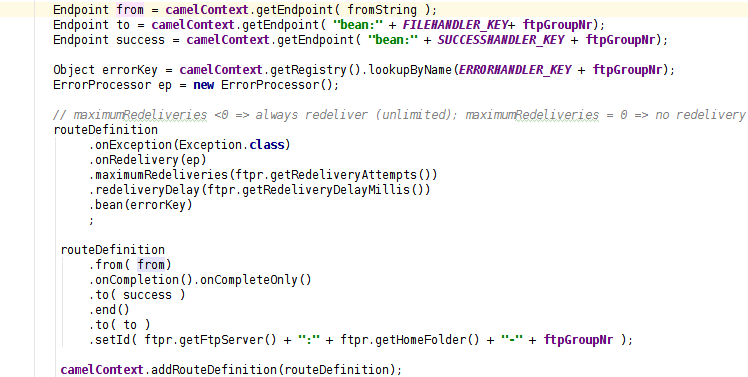 Endpoint from = camelContext.getEndpoint( fromString );
Endpoint to = camelContext.getEndpoint( "bean:" + FILEHANDLER_KEY+ ftpGroupNr);
Endpoint success = camelContext.getEndpoint( "bean:" + SUCCESSHANDLER_KEY + ftpGroupNr);
Object errorKey = camelContext.getRegistry().lookupByName(ERRORHANDLER_KEY + ftpGroupNr);
ErrorProcessor ep = new ErrorProcessor();
// maximumRedeliveries <0 => always redeliver (unlimited); maximumRedeliveries = 0 => no redelivery
routeDefinition
.onException(Exception.class)
.onRedelivery(ep)
.maximumRedeliveries(ftpr.getRedeliveryAttempts())
.redeliveryDelay(ftpr.getRedeliveryDelayMillis())
.bean(errorKey)
;
routeDefinition
.from( from)
.onCompletion().onCompleteOnly()
.to( success )
.end()
.to( to )
.setId( ftpr.getFtpServer() + ":" + ftpr.getHomeFolder() + "-" + ftpGroupNr );
camelContext.addRouteDefinition(routeDefinition);